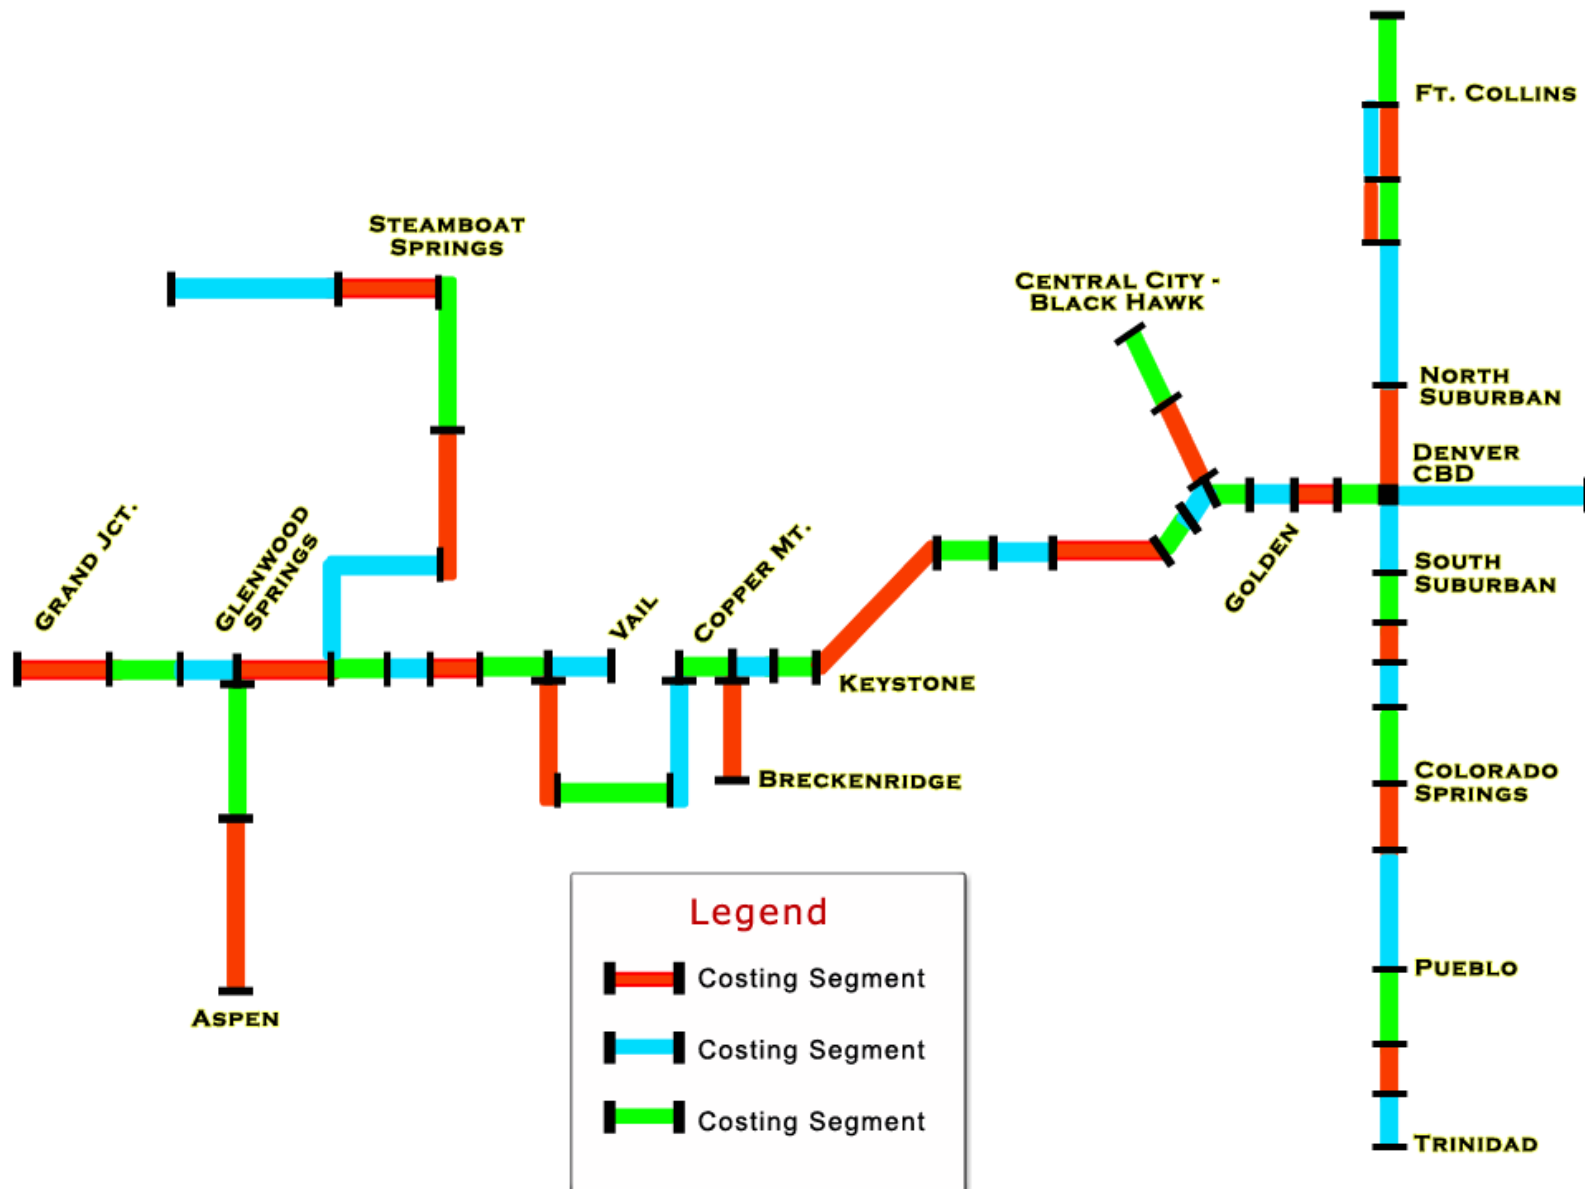 Ft. Collins
Steamboat
Springs
Central City -
Black Hawk
North
Suburban
Denver
CBD
Grand Jct.
Glenwood
Springs
Vail
Copper Mt.
Golden
South
Suburban
Keystone
Breckenridge
Colorado
Springs
Legend
Costing Segment
Costing Segment
Costing Segment
Pueblo
Aspen
Trinidad